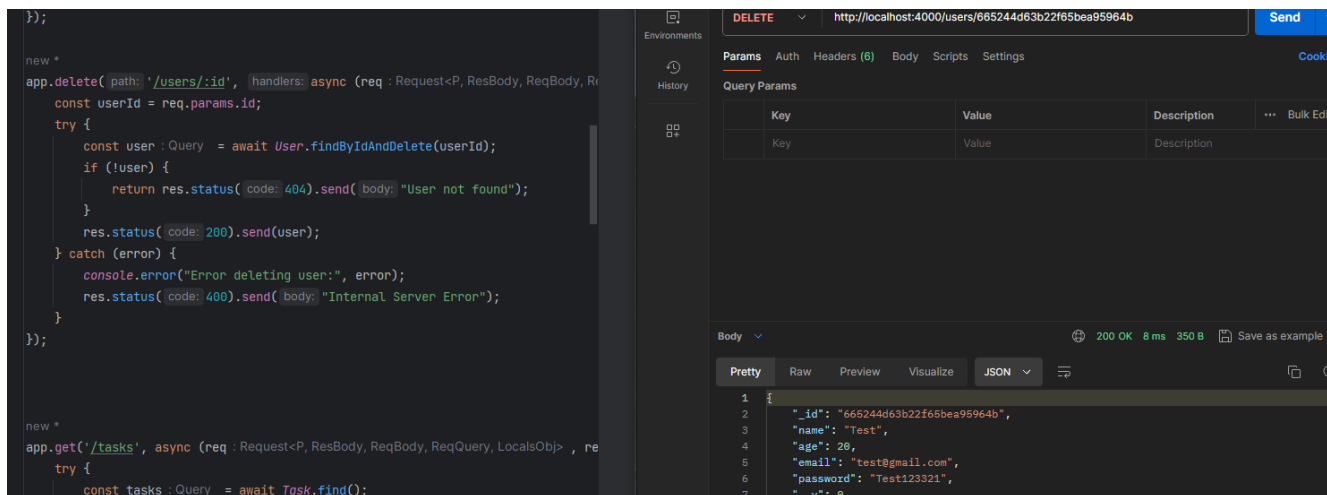 });
new *
app.delete( path: '/users/:id', handlers: async (req : Request<P, ResBody, ReqBody, Re
const userId = req.params.id;
try {
const user : Query = await User.findByIdAndDelete(userId);
if (!user) {
return res.status( code: 404).send( body: "User not found");
}
res.status( code: 200).send(user);
} catch (error) {
console.error("Error deleting user:", error);
res.status( code: 400).send( body: "Internal Server Error");
}
});
new *
app.get('/tasks', async (req : Request<P, ResBody, ReqBody, ReqQuery, LocalsObj> , re
try {
const tasks : Query = await Task.find();
Environments
History
DELETE http://localhost:4000/users/665244d63b22f65bea95964b Send
Params Auth Headers (6) Body Scripts Settings Cooki
Query Params
Key Value Description ••• Bulk Edi
Key Value Description
Body 200 OK 8 ms 350 B Save as example
Pretty Raw Preview Visualize JSON
1 {
2 "_id": "665244d63b22f65bea95964b",
3 "name": "Test",
4 "age": 20,
5 "email": "test@gmail.com",
6 "password": "Test123321",